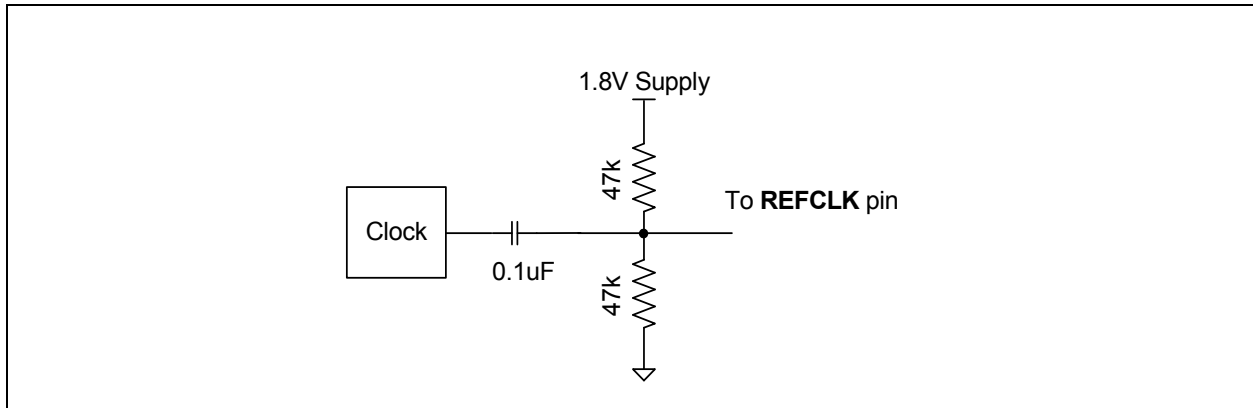 1.8V Supply
47k
To REFCLK pin
Clock
0.1uF
47k